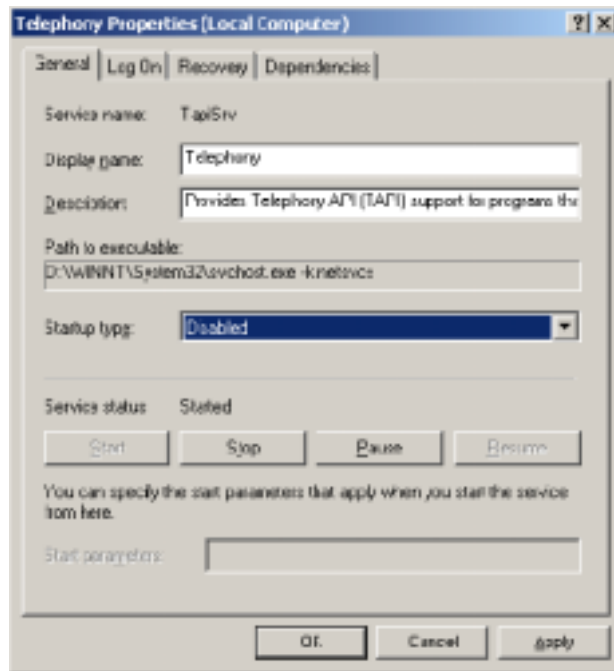 Telephony Properties (Local Computer)
General Log On Recovery Dependencies
Service name: TapiSrv
Display name: Telephony
Description: Provides Telephony API (TAPI) support for programs tha
Path to executable:
D:\WINNT\System32\svchost.exe -k netsvcs
Startup type: Disabled
Service status Started
Start Stop Pause Resume
You can specify the start parameters that apply when you start the service
from here.
Start parameters:
OK Cancel Apply